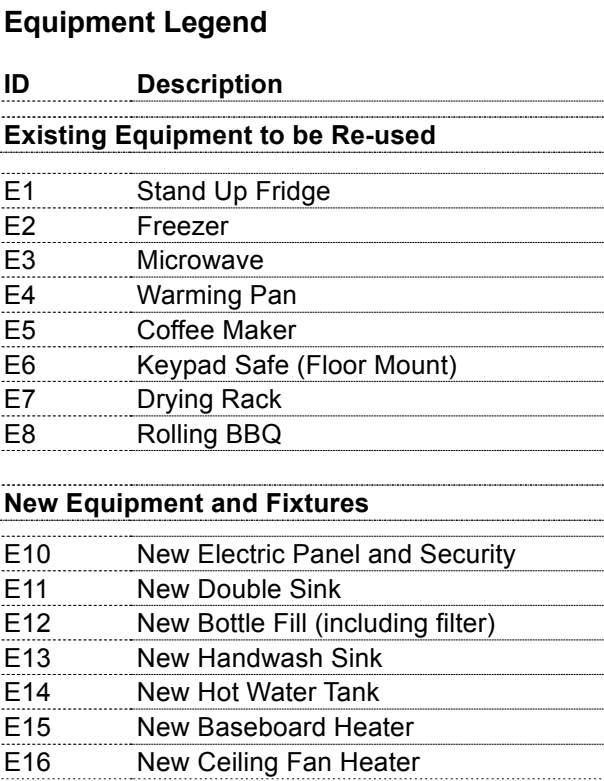 Equipment Legend
ID Description
Existing Equipment to be Re-used
E1 Stand Up Fridge
E2 Freezer
E3 Microwave
E4 Warming Pan
E5 Coffee Maker
E6 Keypad Safe (Floor Mount)
E7 Drying Rack
E8 Rolling BBQ
New Equipment and Fixtures
E10 New Electric Panel and Security
E11 New Double Sink
E12 New Bottle Fill (including filter)
E13 New Handwash Sink
E14 New Hot Water Tank
E15 New Baseboard Heater
E16 New Ceiling Fan Heater